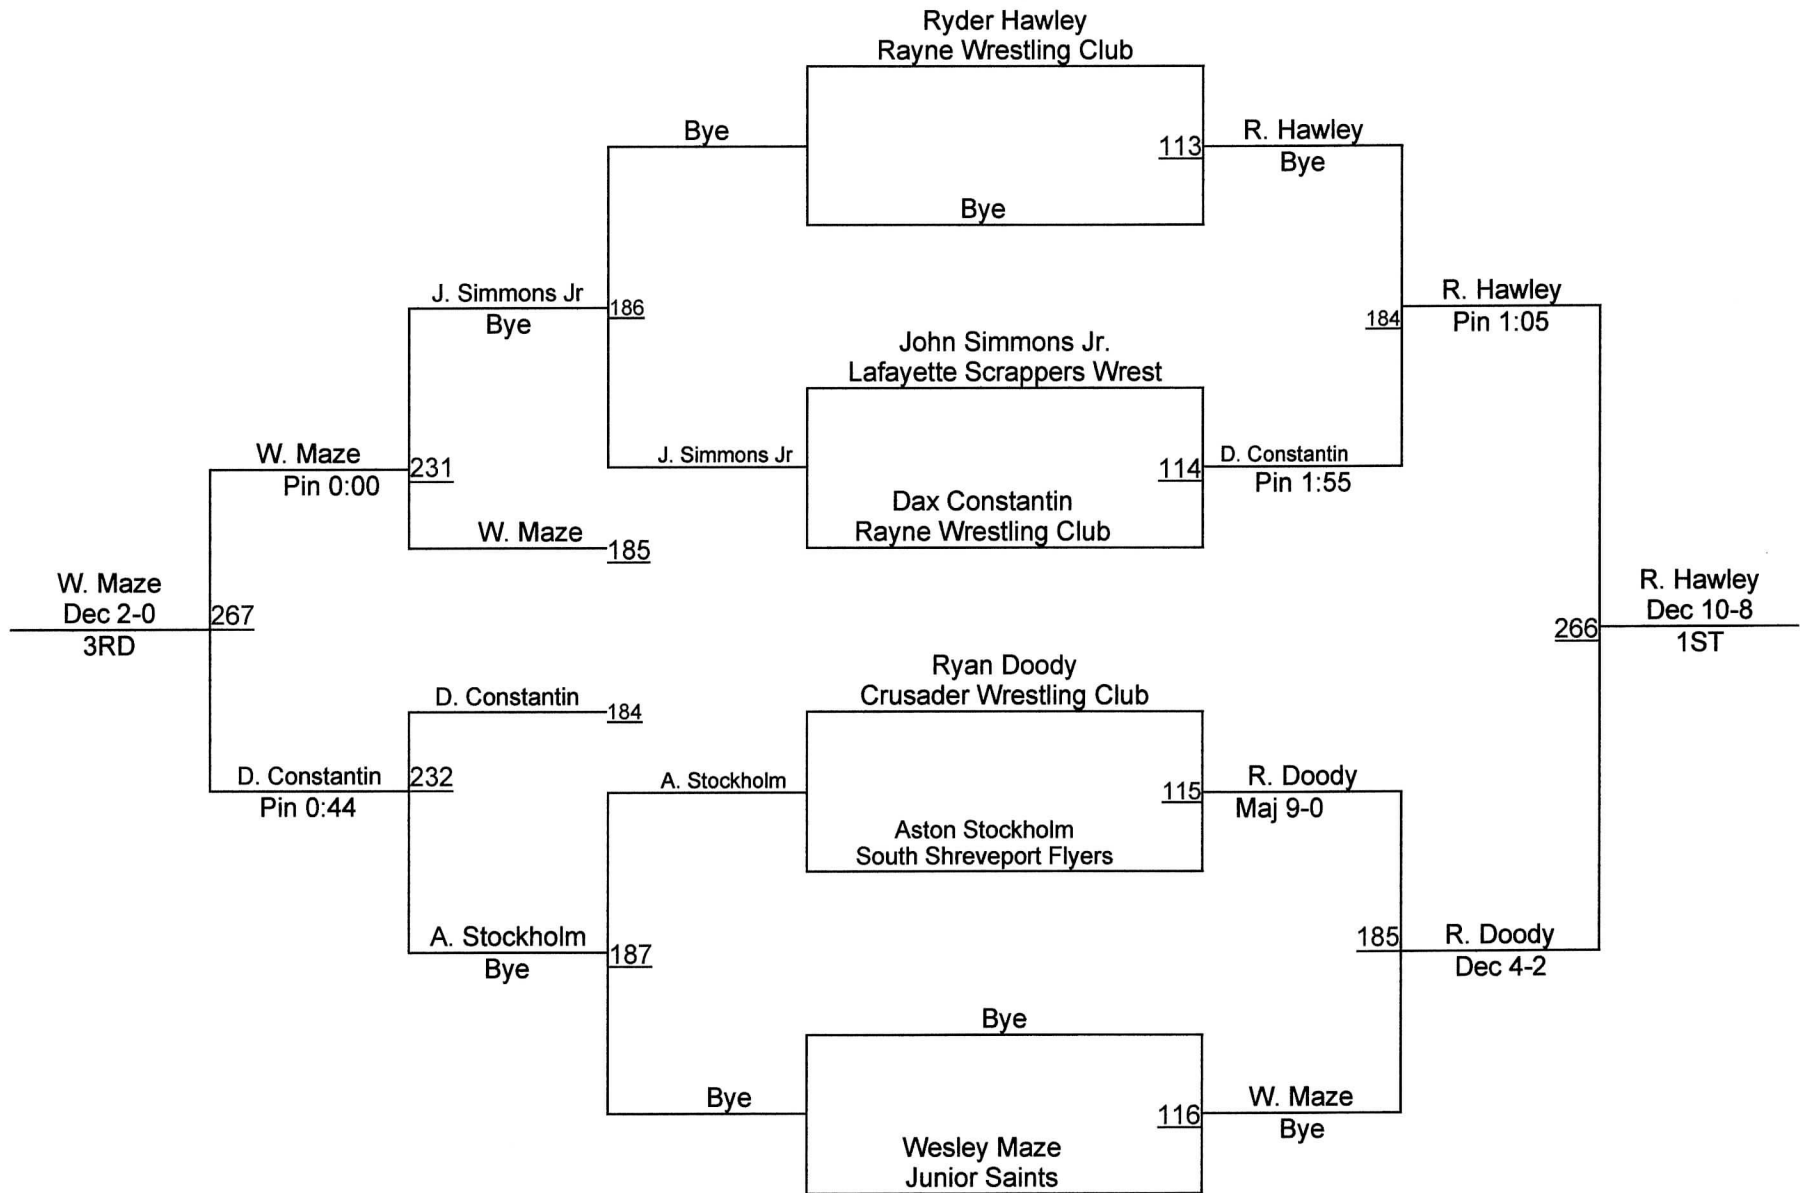 Ryder Hawley
Rayne Wrestling Club
Bye
113
R. Hawley
Bye
Bye
J. Simmons Jr
Bye
186
R. Hawley
Pin 1:05
184
John Simmons Jr.
Lafayette Scrappers Wrest
W. Maze
Pin 0:00
231
J. Simmons Jr
114
D. Constantin
Pin 1:55
Dax Constantin
Rayne Wrestling Club
W. Maze
185
W. Maze
Dec 2-0
3RD
267
R. Hawley
Dec 10-8
1ST
266
Ryan Doody
Crusader Wrestling Club
D. Constantin
184
D. Constantin
Pin 0:44
232
A. Stockholm
115
R. Doody
Maj 9-0
Aston Stockholm
South Shreveport Flyers
A. Stockholm
Bye
187
185
R. Doody
Dec 4-2
Bye
Bye
116
W. Maze
Bye
Wesley Maze
Junior Saints